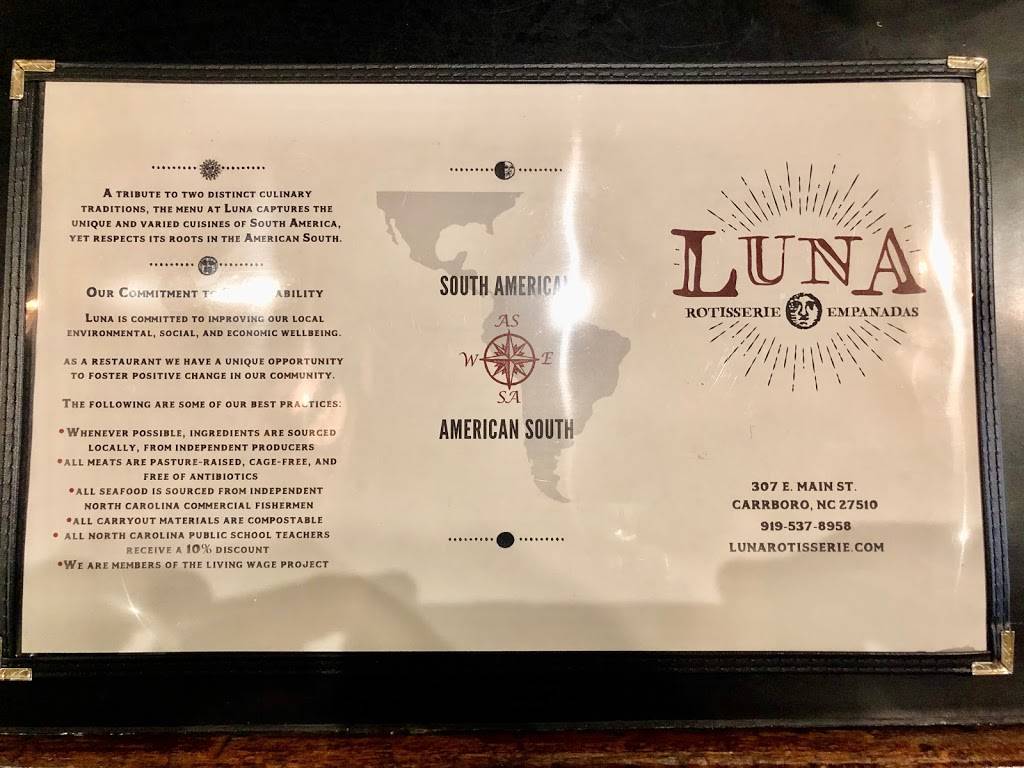 A tribute to two distinct culinary
traditions, the menu at Luna captures the
unique and varied cuisines of South America,
yet respects its roots in the American South.
Our Commitment to
Luna is committed to improving our local
environmental, social, and economic wellbeing.
as a restaurant we have a unique opportunity
to foster positive change in our community.
The following are some of our best practices:
•Whenever possible, ingredients are sourced
locally, from independent producers
•all meats are pasture-raised, cage-free, and
free of antibiotics
•all seafood is sourced from independent
North Carolina commercial fishermen
•all carryout materials are compostable
• all North Carolina public school teachers
receive a 10% discount
•We are members of the Living Wage Project
SOUTH AMERICAN
AS
W E
SA
AMERICAN SOUTH
LUNA
ROTISSERIE EMPANADAS
307 E. MAIN ST.
CARRBORO, NC 27510
919-537-8958
LUNAROTISSERIE.COM